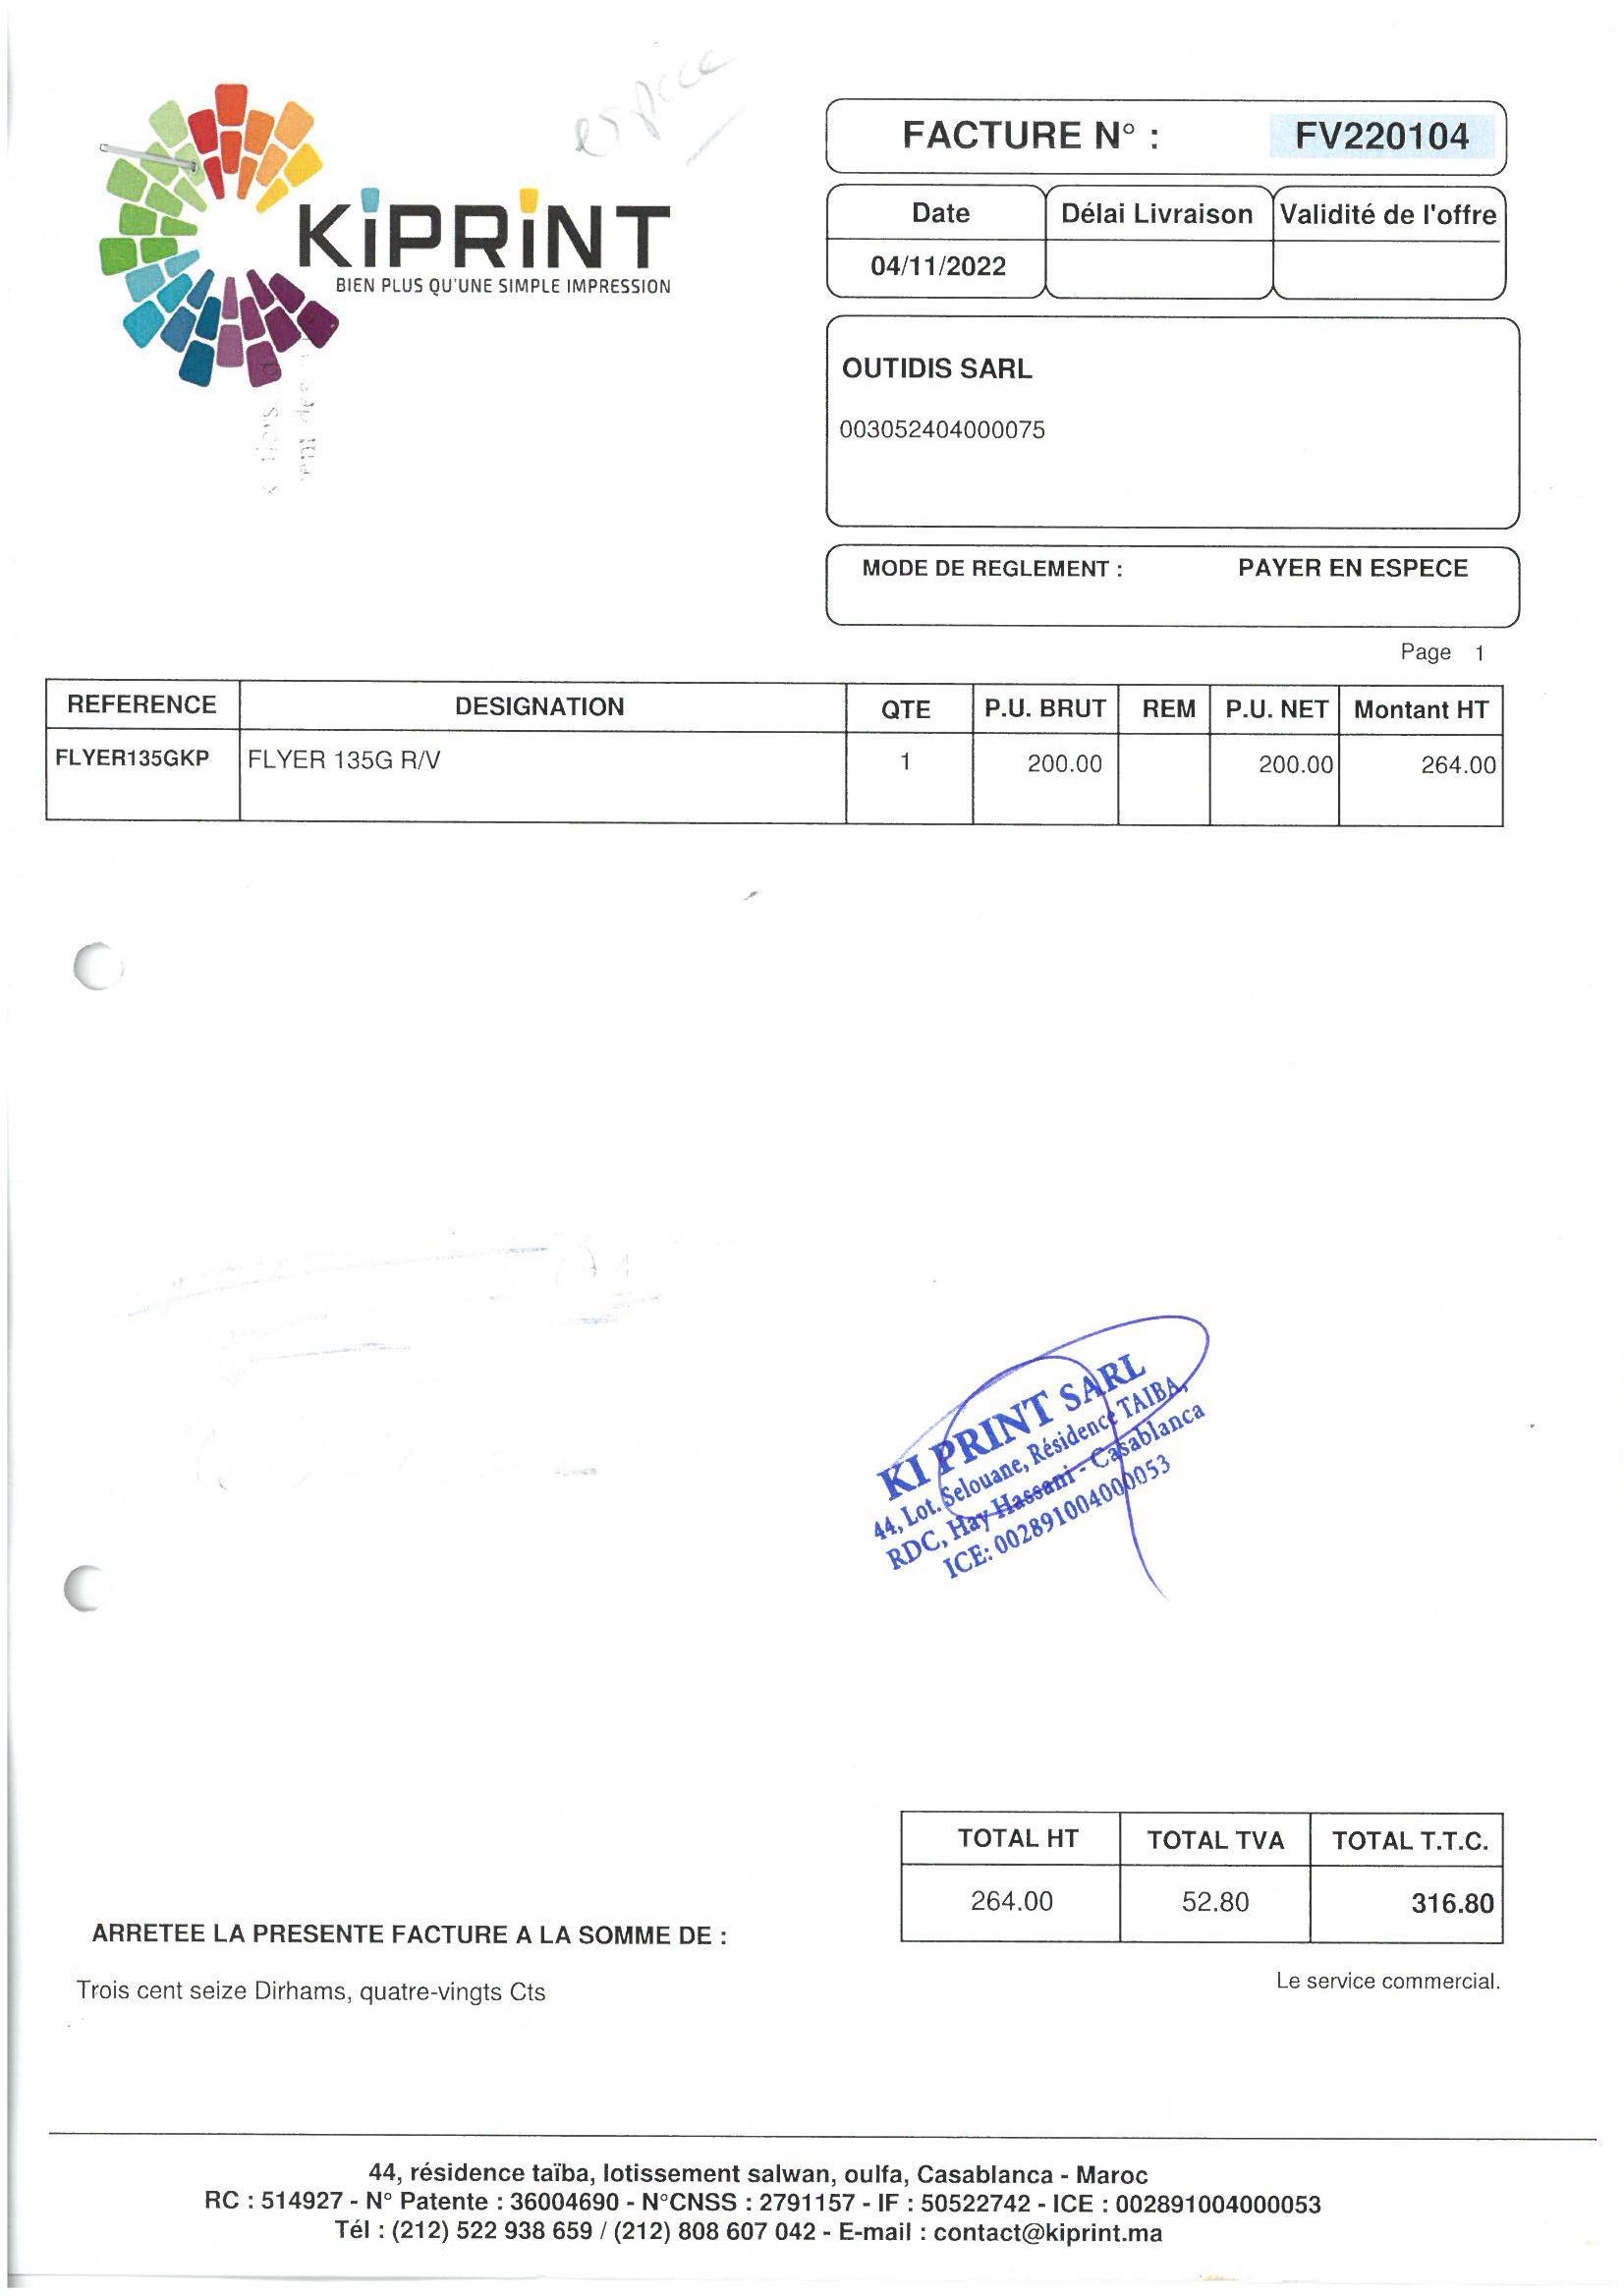 espece
KiPRiNT
BIEN PLUS QU'UNE SIMPLE IMPRESSION
FACTURE N° : FV220104
Date Délai Livraison Validité de l'offre
04/11/2022
OUTIDIS SARL
003052404000075
MODE DE REGLEMENT : PAYER EN ESPECE
Page 1
REFERENCE DESIGNATION QTE P.U. BRUT REM P.U. NET Montant HT
FLYER135GKP FLYER 135G R/V 1 200.00 200.00 264.00
KI PRINT SARL
44, Lot. Selouane, Résidence TAIBA,
RDC, Hay Hassani - Casablanca
ICE: 002891004000053
TOTAL HT TOTAL TVA TOTAL T.T.C.
264.00 52.80 316.80
ARRETEE LA PRESENTE FACTURE A LA SOMME DE :
Trois cent seize Dirhams, quatre-vingts Cts
Le service commercial.
44, résidence taïba, lotissement salwan, oulfa, Casablanca - Maroc
RC : 514927 - N° Patente : 36004690 - N°CNSS : 2791157 - IF : 50522742 - ICE : 002891004000053
Tél : (212) 522 938 659 / (212) 808 607 042 - E-mail : contact@kiprint.ma